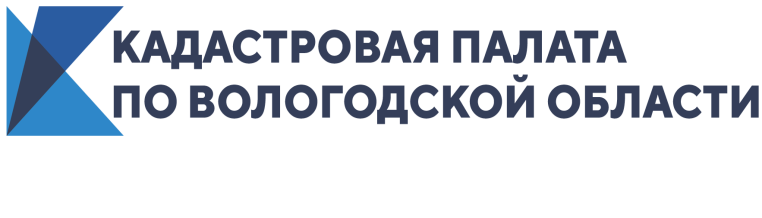 КАДАСТРОВАЯ ПАЛАТА
ПО ВОЛОГОДСКОЙ ОБЛАСТИ